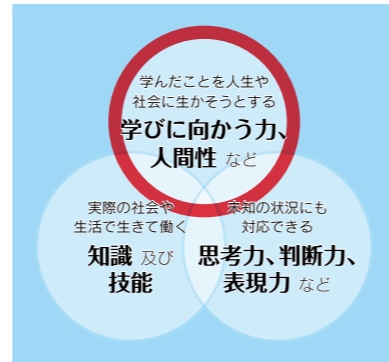 学んだことを人生や
社会に生かそうとする
学びに向かう力、
人間性 など
実際の社会や
生活で生きて働く
知識 及び
技能
未知の状況にも
対応できる
思考力、判断力、
表現力 など